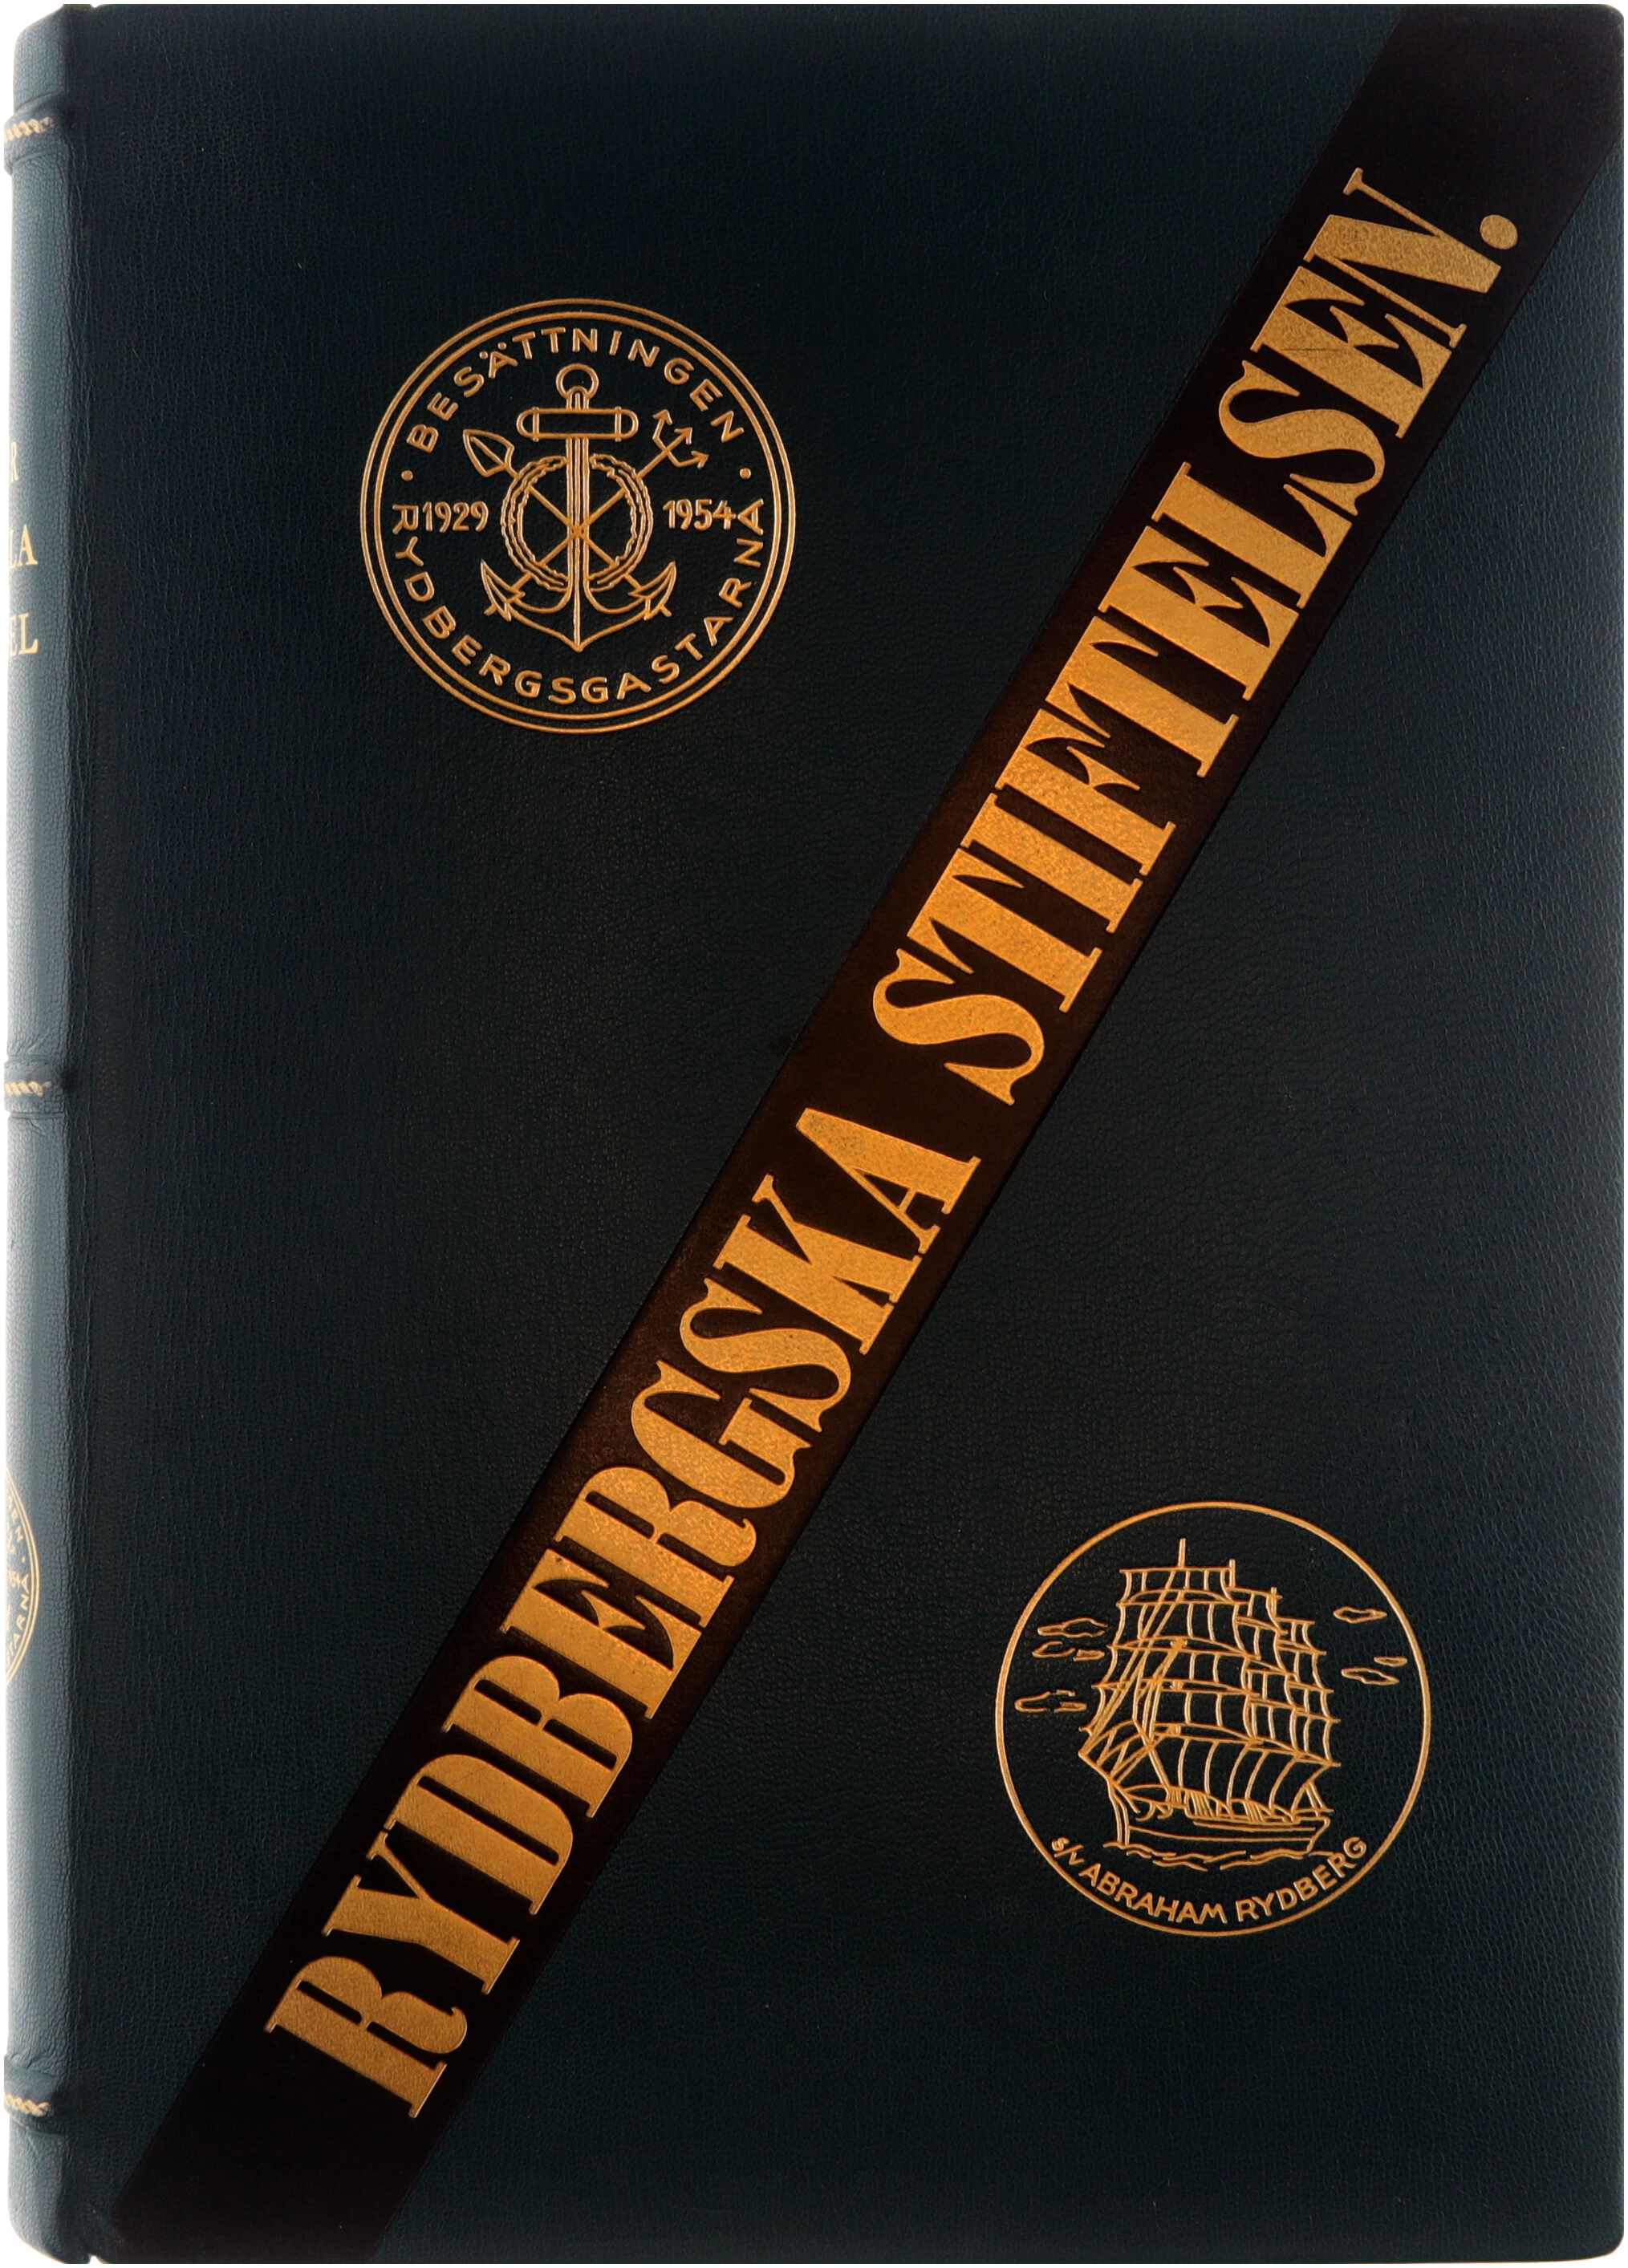 BESÄTTNINGEN
1929 1954
RYDBERGSGASTARNA
RYDBERGSKA STIFTELSEN.
s/v ABRAHAM RYDBERG